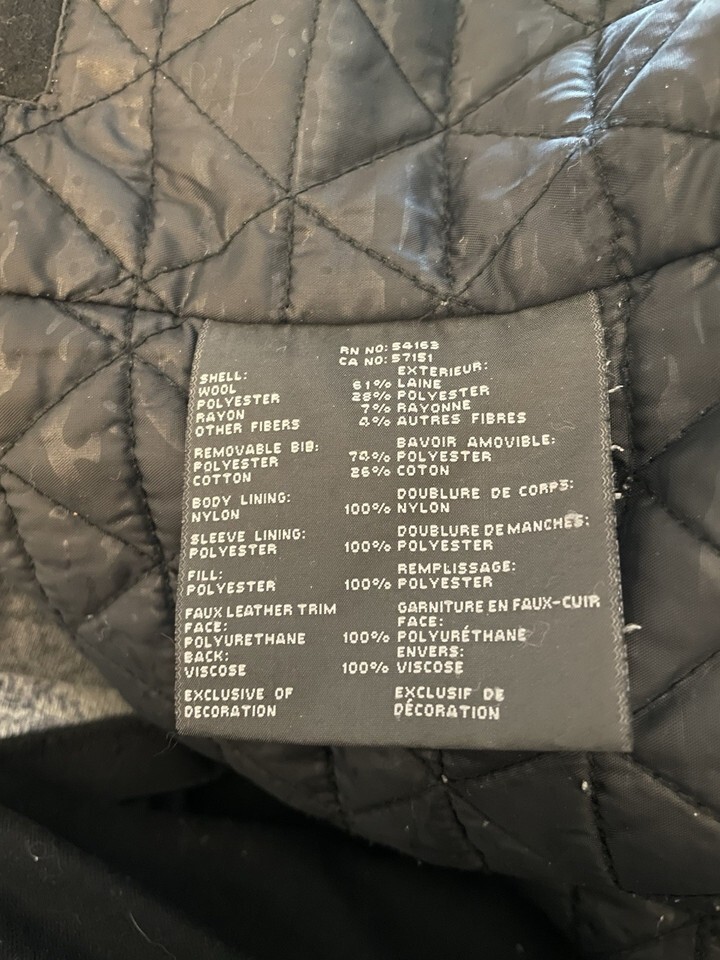 RN NO: 54163
CA NO: 57151
SHELL: EXTERIEUR:
WOOL 61% LAINE
POLYESTER 28% POLYESTER
RAYON 7% RAYONNE
OTHER FIBERS 4% AUTRES FIBRES
REMOVABLE BIB: BAVOIR AMOVIBLE:
POLYESTER 74% POLYESTER
COTTON 26% COTON
BODY LINING: DOUBLURE DE CORPS:
NYLON 100% NYLON
SLEEVE LINING: DOUBLURE DE MANCHES:
POLYESTER 100% POLYESTER
FILL: REMPLISSAGE:
POLYESTER 100% POLYESTER
FAUX LEATHER TRIM GARNITURE EN FAUX-CUIR
FACE: FACE:
POLYURETHANE 100% POLYURÉTHANE
BACK: ENVERS:
VISCOSE 100% VISCOSE
EXCLUSIVE OF EXCLUSIF DE
DECORATION DÉCORATION